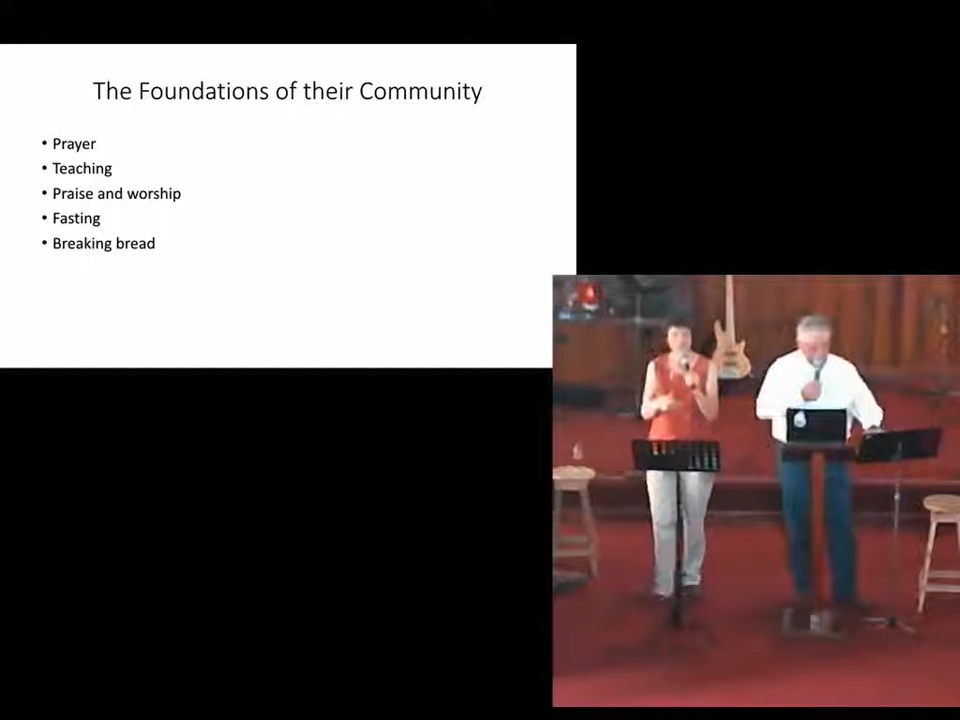 The Foundations of their Community
• Prayer
• Teaching
• Praise and worship
• Fasting
• Breaking bread